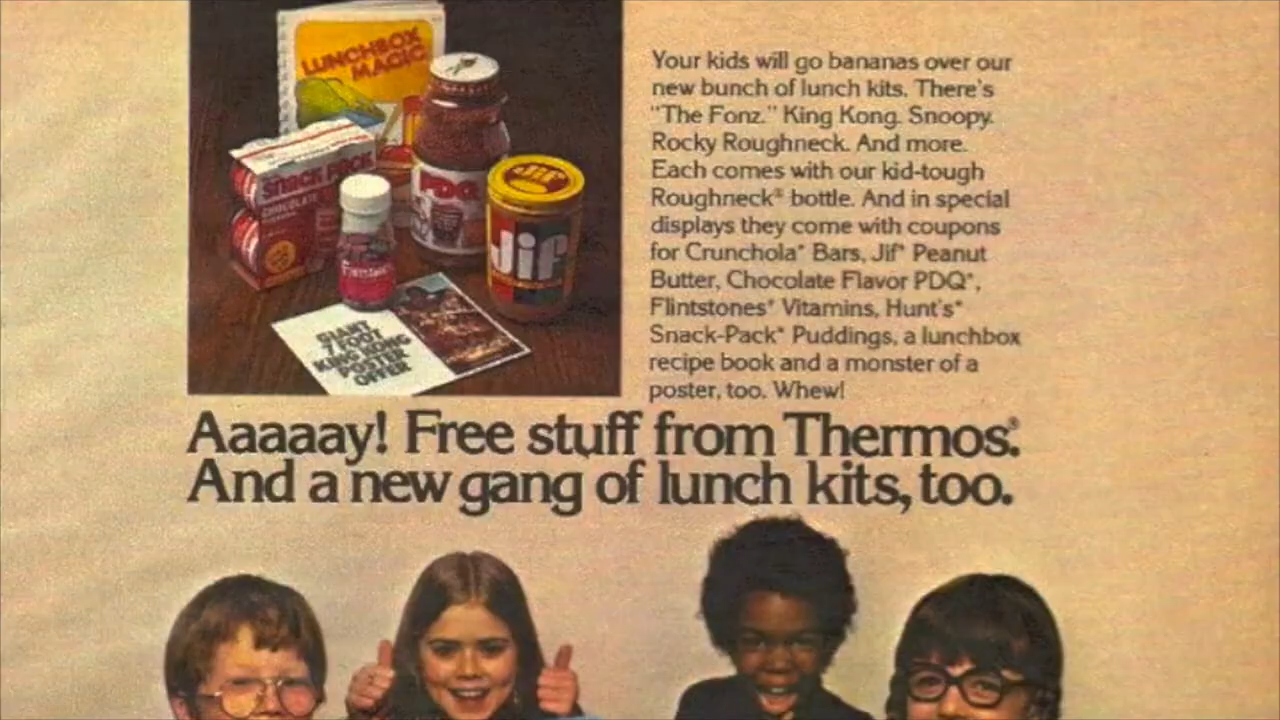 LUNCHBOX
MAGIC
SNACK PACK
CHOCOLATE
PDQ
Jif
Jif
GIANT
7 FOOT
KING KONG
POSTER
OFFER
Your kids will go bananas over our
new bunch of lunch kits. There's
"The Fonz." King Kong. Snoopy.
Rocky Roughneck. And more.
Each comes with our kid-tough
Roughneck® bottle. And in special
displays they come with coupons
for Crunchola* Bars, Jif* Peanut
Butter, Chocolate Flavor PDQ*,
Flintstones* Vitamins, Hunt's*
Snack-Pack* Puddings, a lunchbox
recipe book and a monster of a
poster, too. Whew!
Aaaaay! Free stuff from Thermos.®
And a new gang of lunch kits, too.